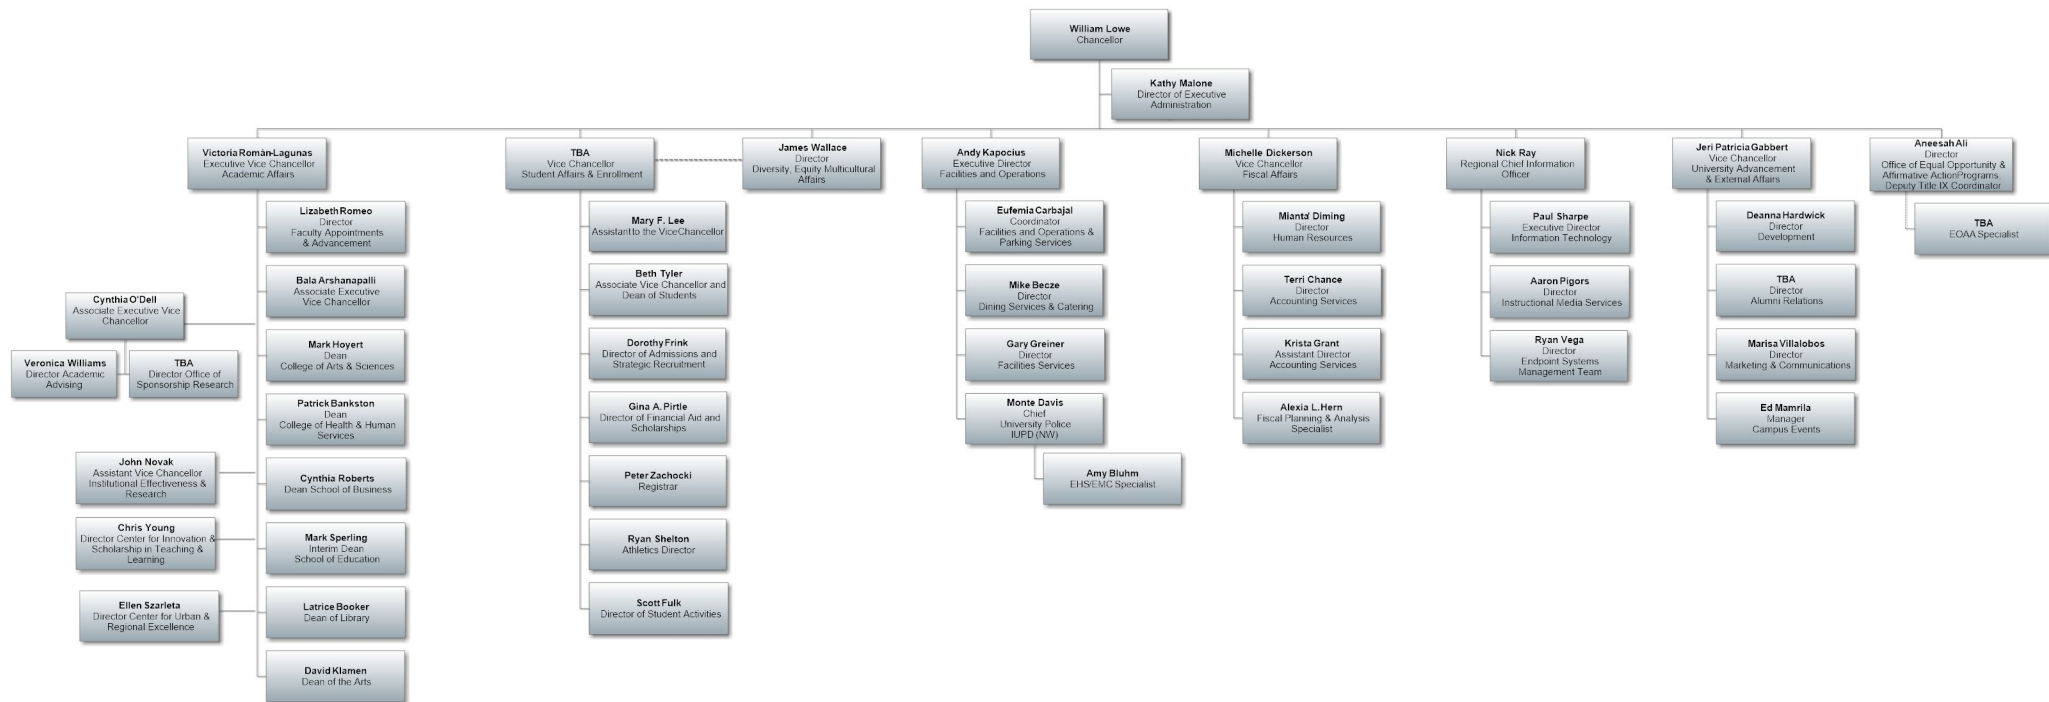 William Lowe
Chancellor
Kathy Malone
Director of Executive
Administration
Victoria Román-Lagunas
Executive Vice Chancellor
Academic Affairs
Lizabeth Romeo
Director
Faculty Appointments
& Advancement
Bala Arshanapalli
Associate Executive
Vice Chancellor
Cynthia O'Dell
Associate Executive Vice
Chancellor
Veronica Williams
Director Academic
Advising
TBA
Director Office of
Sponsorship Research
Mark Hoyert
Dean
College of Arts & Sciences
Patrick Bankston
Dean
College of Health & Human
Services
John Novak
Assistant Vice Chancellor
Institutional Effectiveness &
Research
Cynthia Roberts
Dean School of Business
Chris Young
Director Center for Innovation &
Scholarship in Teaching &
Learning
Mark Sperling
Interim Dean
School of Education
Ellen Szarleta
Director Center for Urban &
Regional Excellence
Latrice Booker
Dean of Library
David Klamen
Dean of the Arts
TBA
Vice Chancellor
Student Affairs & Enrollment
Mary F. Lee
Assistant to the Vice Chancellor
Beth Tyler
Associate Vice Chancellor and
Dean of Students
Dorothy Frink
Director of Admissions and
Strategic Recruitment
Gina A. Pirtle
Director of Financial Aid and
Scholarships
Peter Zachocki
Registrar
Ryan Shelton
Athletics Director
Scott Fulk
Director of Student Activities
James Wallace
Director
Diversity, Equity Multicultural
Affairs
Andy Kapocius
Executive Director
Facilities and Operations
Eufemia Carbajal
Coordinator
Facilities and Operations &
Parking Services
Mike Becze
Director
Dining Services & Catering
Gary Greiner
Director
Facilities Services
Monte Davis
Chief
University Police
IUPD (NW)
Amy Bluhm
EHS/EMC Specialist
Michelle Dickerson
Vice Chancellor
Fiscal Affairs
Mianta' Diming
Director
Human Resources
Terri Chance
Director
Accounting Services
Krista Grant
Assistant Director
Accounting Services
Alexia L. Hern
Fiscal Planning & Analysis
Specialist
Nick Ray
Regional Chief Information
Officer
Paul Sharpe
Executive Director
Information Technology
Aaron Pigors
Director
Instructional Media Services
Ryan Vega
Director
Endpoint Systems
Management Team
Jeri Patricia Gabbert
Vice Chancellor
University Advancement
& External Affairs
Deanna Hardwick
Director
Development
TBA
Director
Alumni Relations
Marisa Villalobos
Director
Marketing & Communications
Ed Mamrila
Manager
Campus Events
Aneesah Ali
Director
Office of Equal Opportunity &
Affirmative Action Programs,
Deputy Title IX Coordinator
TBA
EOAA Specialist